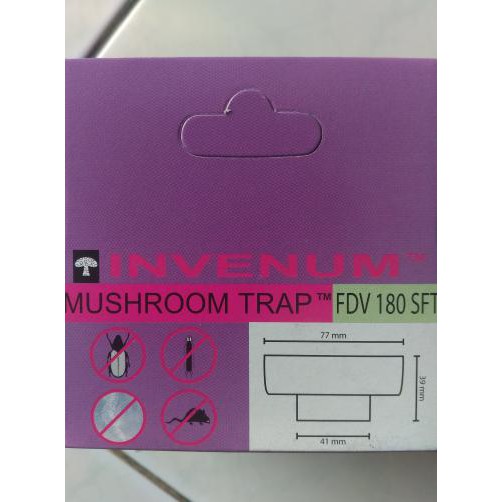 INVENUM™
MUSHROOM TRAP™ FDV 180 SFT
77 mm
39 mm
41 mm